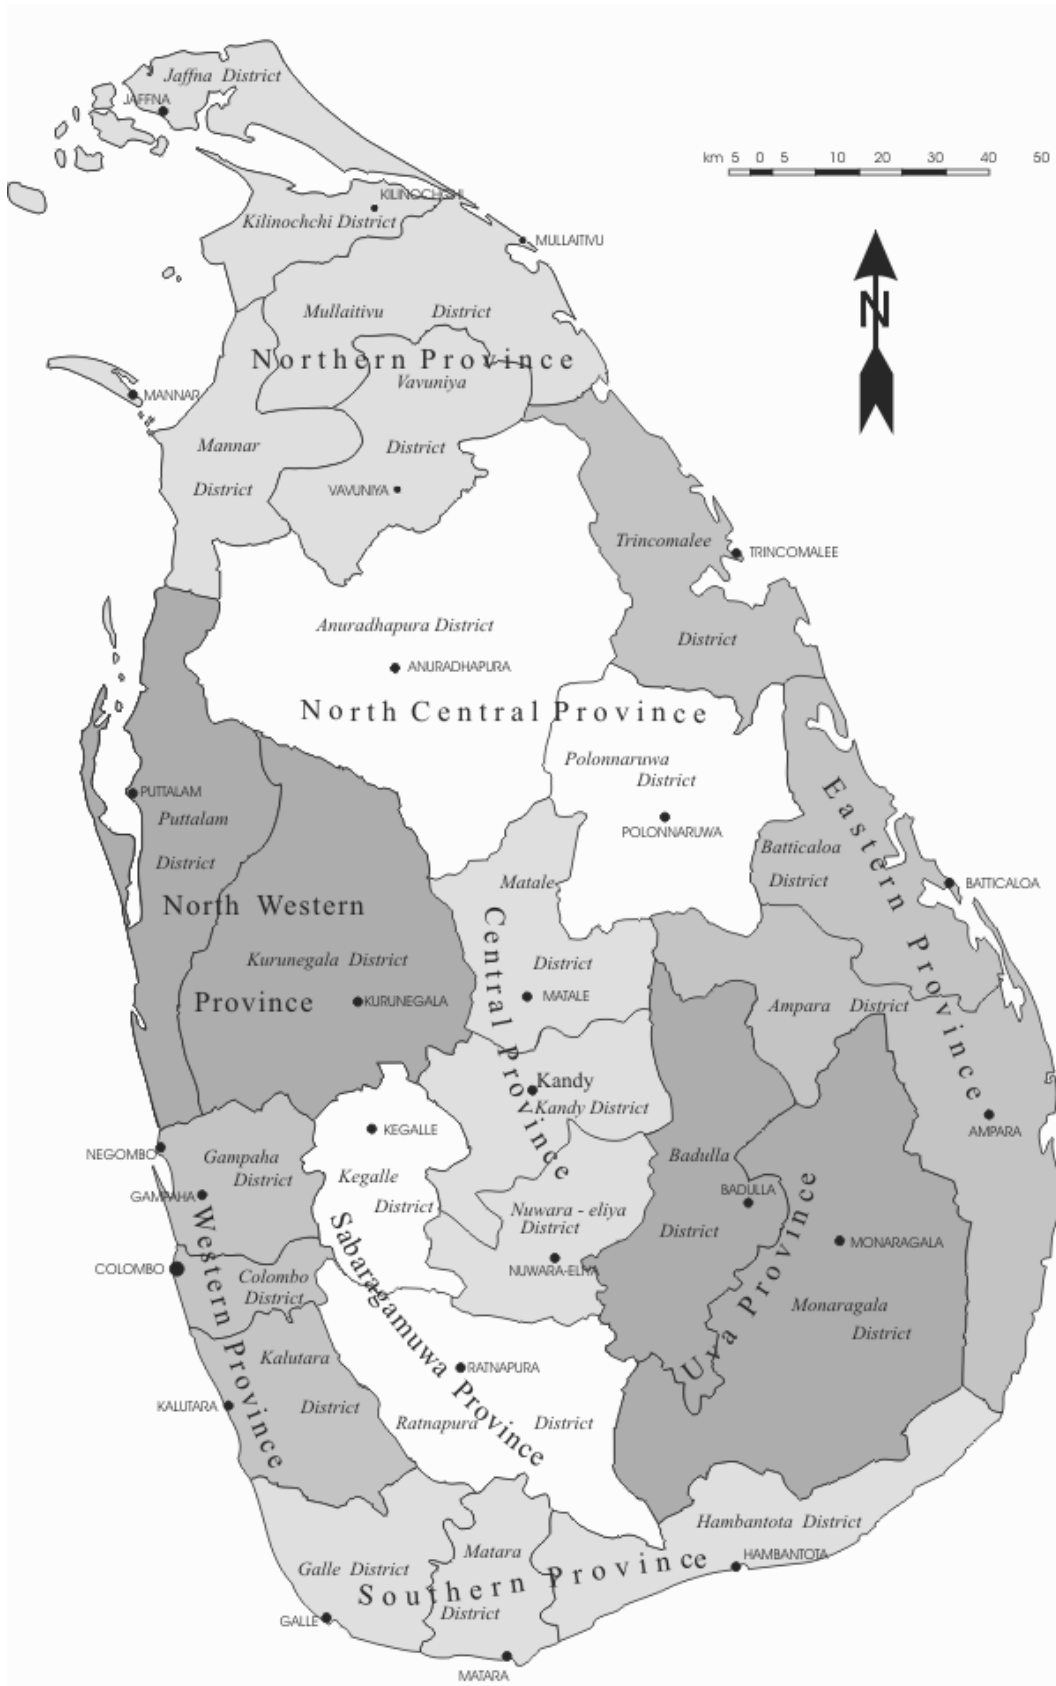 Jaffna District
JAFFNA
km 5 0 5 10 20 30 40 50
KILINOCHCHI
Kilinochchi District
MULLAITIVU
N
Mullaitivu District
Northern Province
Vavuniya
District
MANNAR
Mannar
District
VAVUNIYA
Trincomalee
District
TRINCOMALEE
Anuradhapura District
ANURADHAPURA
North Central Province
Polonnaruwa
District
POLONNARUWA
PUTTALAM
Puttalam
District
North Western
Province
Kurunegala District
KURUNEGALA
Eastern Province
Batticaloa
District
BATTICALOA
Matale
District
MATALE
Central Province
Ampara District
AMPARA
Kandy
Kandy District
KEGALLE
Kegalle
District
NEGOMBO
Gampaha
District
GAMPAHA
Western Province
Badulla
District
BADULLA
Nuwara - eliya
District
NUWARA-ELIYA
Sabaragamuwa Province
MONARAGALA
Monaragala
District
Uva Province
COLOMBO
Colombo
District
Kalutara
District
KALUTARA
RATNAPURA
Ratnapura District
Hambantota District
HAMBANTOTA
Southern Province
Galle District
GALLE
Matara
District
MATARA